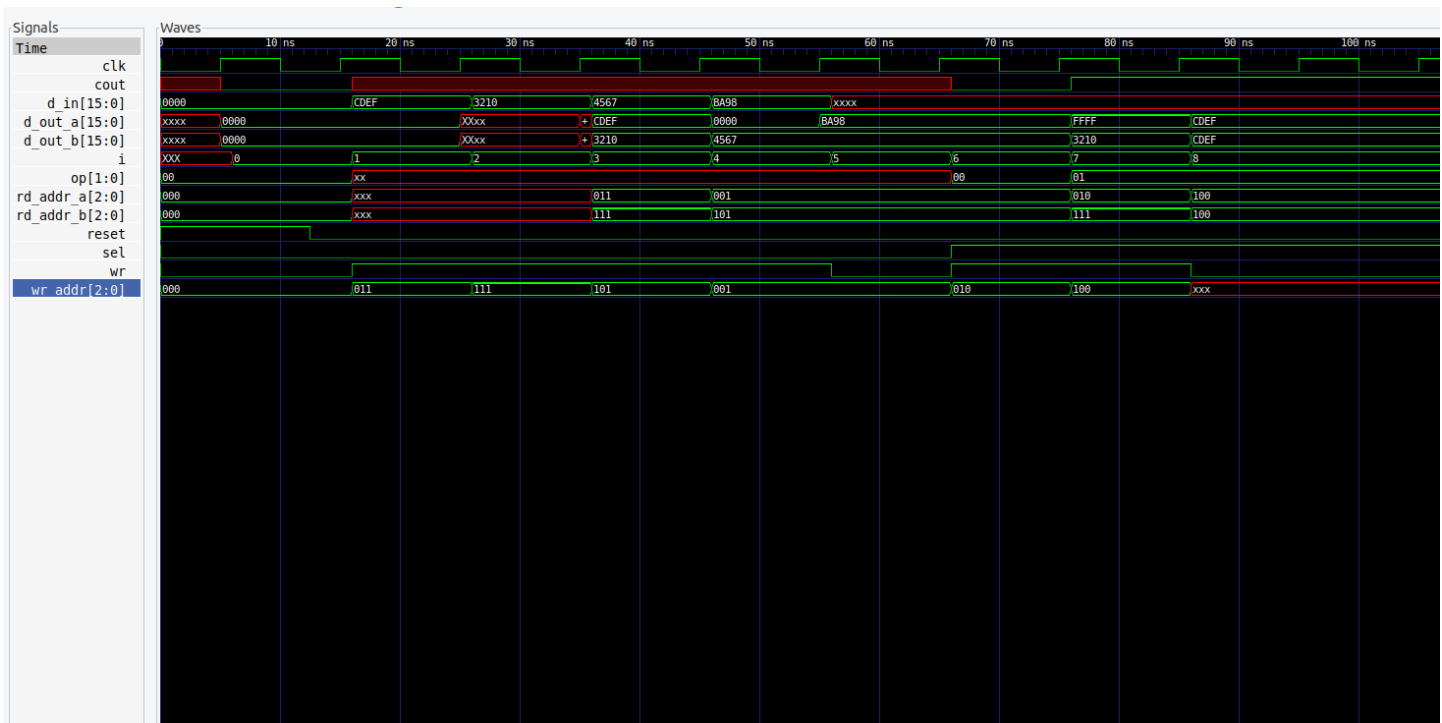 Signals Waves
Time 10 ns 20 ns 30 ns 40 ns 50 ns 60 ns 70 ns 80 ns 90 ns 100 ns
clk
cout
d_in[15:0] 0000 CDEF 3210 4567 BA98 xxxx
d_out_a[15:0] xxxx 0000 XXxx + CDEF 0000 BA98 FFFF CDEF
d_out_b[15:0] xxxx 0000 XXxx + 3210 4567 3210 CDEF
i XXX 0 1 2 3 4 5 6 7 8
op[1:0] 00 xx 00 01
rd_addr_a[2:0] 000 xxx 011 001 010 100
rd_addr_b[2:0] 000 xxx 111 101 111 100
reset
sel
wr
wr_addr[2:0] 000 011 111 101 001 010 100 xxx